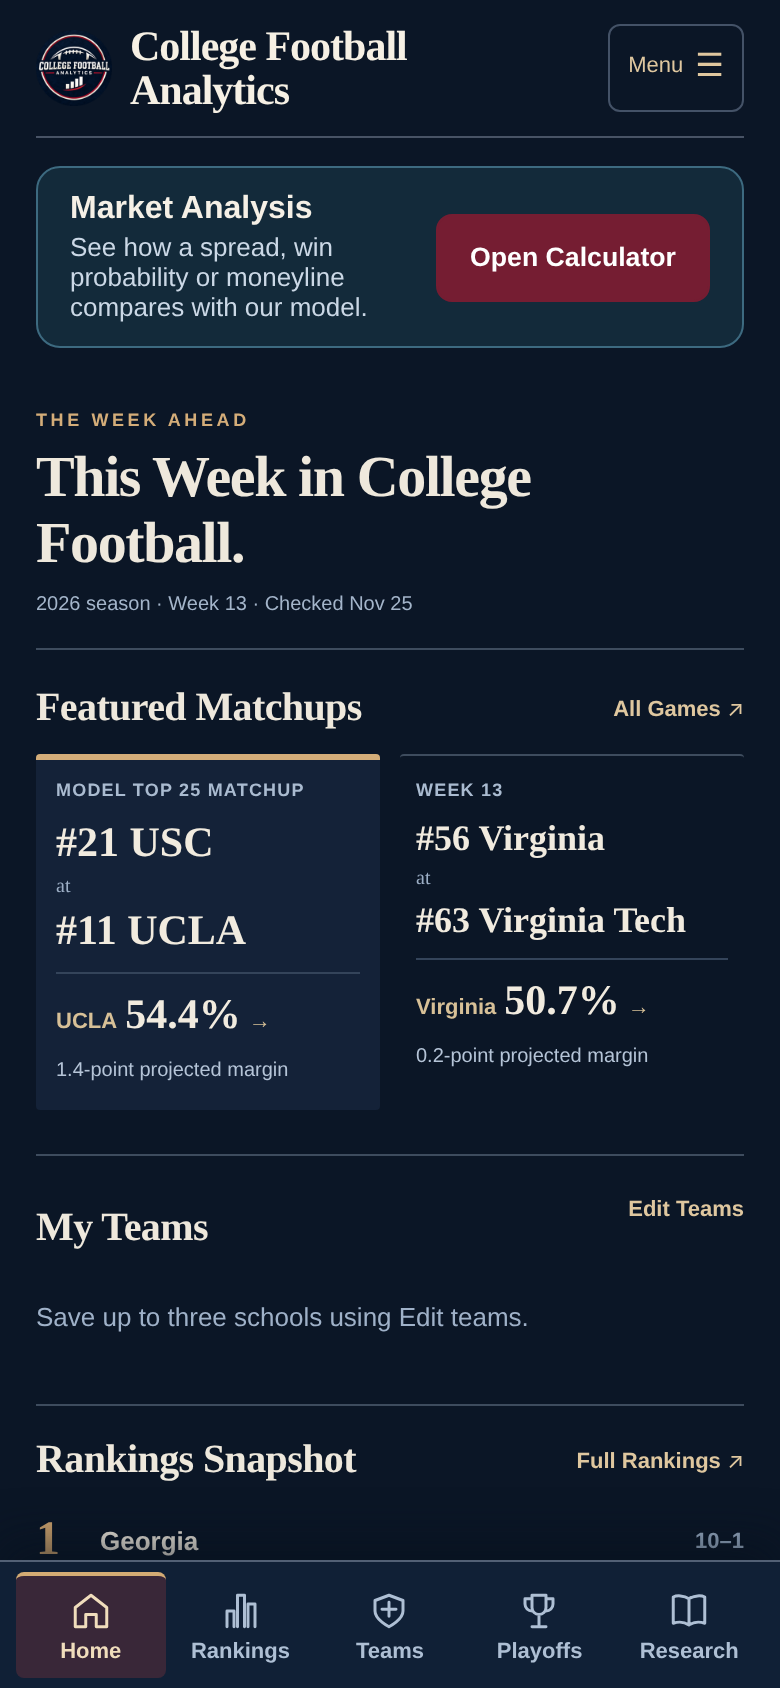 COLLEGE FOOTBALL
ANALYTICS
College Football
Analytics
Menu
Market Analysis
See how a spread, win
probability or moneyline
compares with our model.
Open Calculator
THE WEEK AHEAD
This Week in College
Football.
2026 season · Week 13 · Checked Nov 25
Featured Matchups
All Games ↗
MODEL TOP 25 MATCHUP
#21 USC
at
#11 UCLA
UCLA 54.4% →
1.4-point projected margin
WEEK 13
#56 Virginia
at
#63 Virginia Tech
Virginia 50.7% →
0.2-point projected margin
My Teams
Edit Teams
Save up to three schools using Edit teams.
Rankings Snapshot
Full Rankings ↗
1 Georgia 10–1
Home
Rankings
Teams
Playoffs
Research